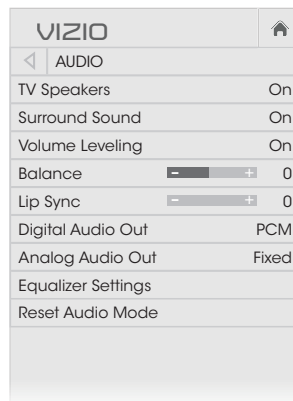 VIZIO
AUDIO
TV Speakers On
Surround Sound On
Volume Leveling On
Balance - + 0
Lip Sync - + 0
Digital Audio Out PCM
Analog Audio Out Fixed
Equalizer Settings
Reset Audio Mode